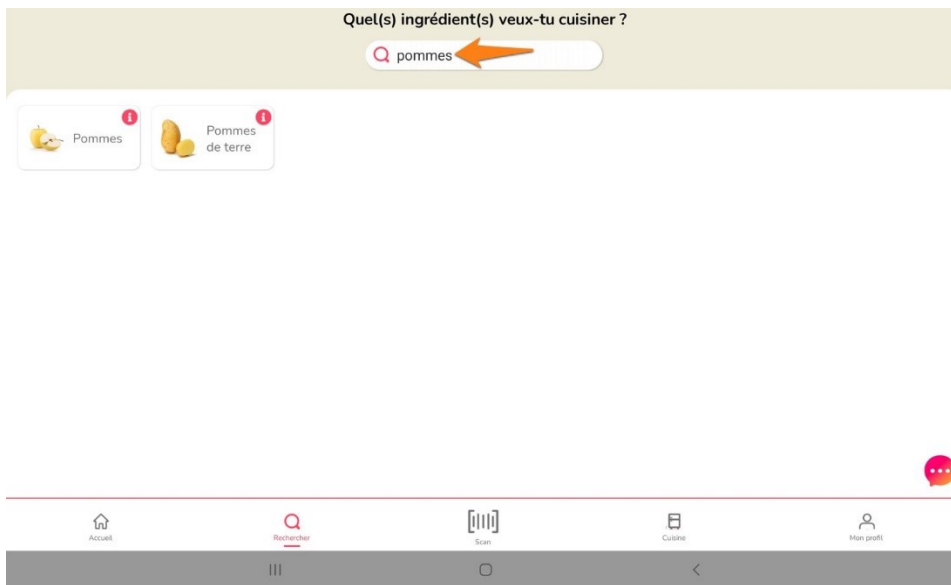 Quel(s) ingrédient(s) veux-tu cuisiner ?
pommes
Pommes
Pommes
de terre
Accueil
Rechercher
Scan
Cuisine
Mon profil